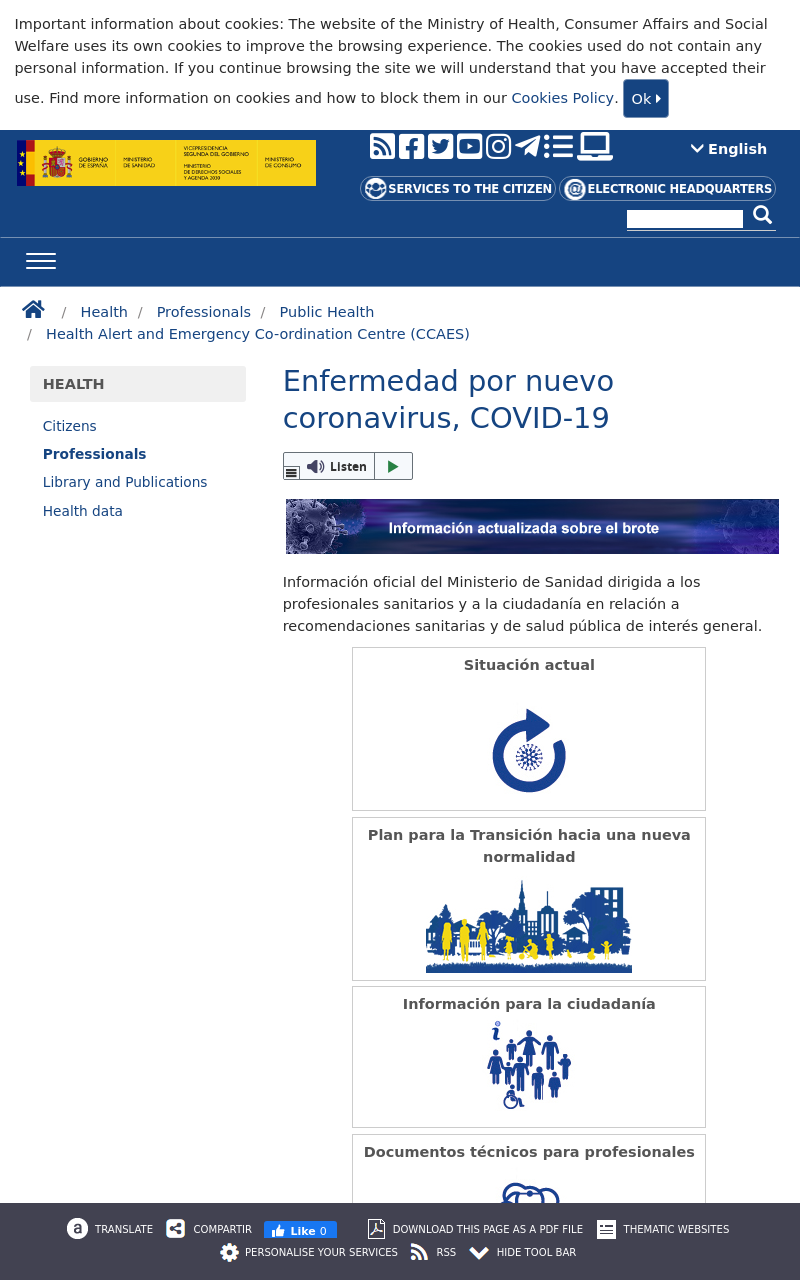 Important information about cookies: The website of the Ministry of Health, Consumer Affairs and Social
Welfare uses its own cookies to improve the browsing experience. The cookies used do not contain any
personal information. If you continue browsing the site we will understand that you have accepted their
use. Find more information on cookies and how to block them in our Cookies Policy. Ok
GOBIERNO DE ESPAÑA
MINISTERIO DE SANIDAD
VICEPRESIDENCIA
SEGUNDA DEL GOBIERNO
MINISTERIO
DE DERECHOS SOCIALES
Y AGENDA 2030
MINISTERIO DE CONSUMO
English
SERVICES TO THE CITIZEN
@ ELECTRONIC HEADQUARTERS
/ Health / Professionals / Public Health
/ Health Alert and Emergency Co-ordination Centre (CCAES)
HEALTH
Citizens
Professionals
Library and Publications
Health data
Enfermedad por nuevo
coronavirus, COVID-19
Listen
Información actualizada sobre el brote
Información oficial del Ministerio de Sanidad dirigida a los
profesionales sanitarios y a la ciudadanía en relación a
recomendaciones sanitarias y de salud pública de interés general.
Situación actual
Plan para la Transición hacia una nueva
normalidad
Información para la ciudadanía
i
Documentos técnicos para profesionales
a TRANSLATE COMPARTIR Like 0 DOWNLOAD THIS PAGE AS A PDF FILE THEMATIC WEBSITES
PERSONALISE YOUR SERVICES RSS HIDE TOOL BAR